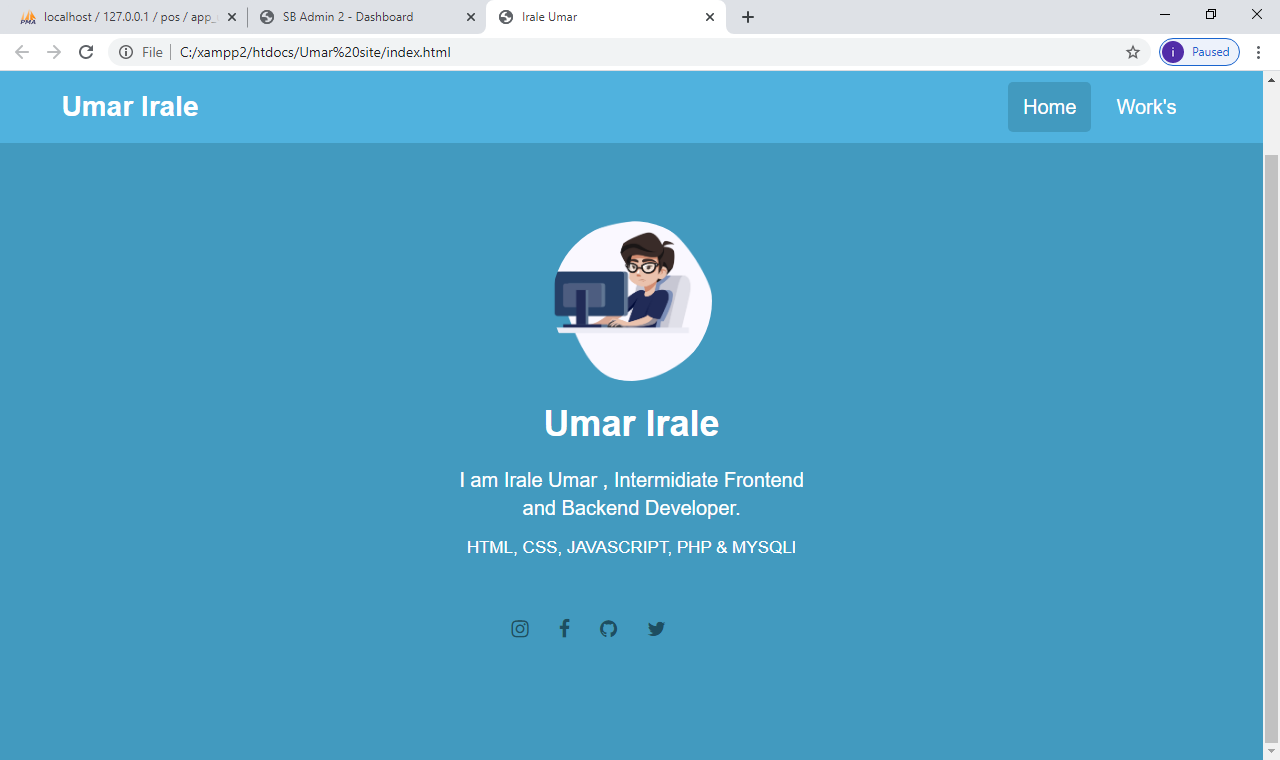 localhost / 127.0.0.1 / pos / app_
SB Admin 2 - Dashboard
Irale Umar
File
C:/xampp2/htdocs/Umar%20site/index.html
i
Paused
Umar Irale
Home
Work's
Umar Irale
I am Irale Umar , Intermidiate Frontend
and Backend Developer.
HTML, CSS, JAVASCRIPT, PHP & MYSQLI